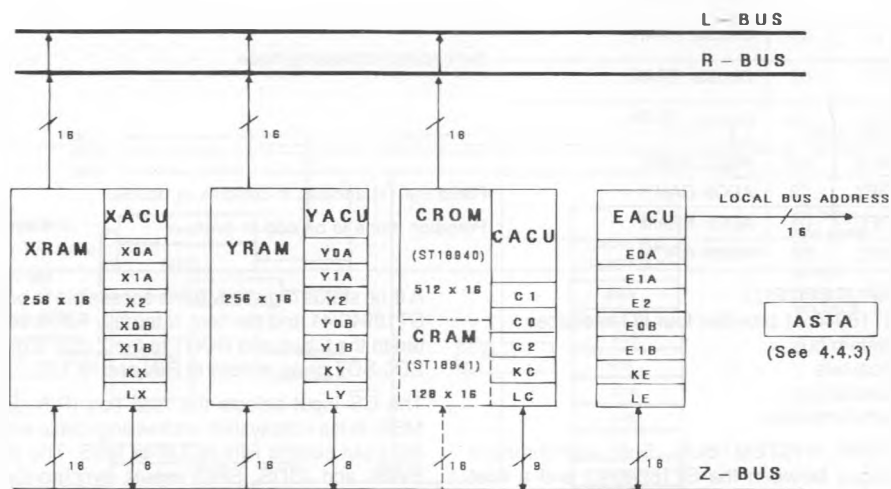 L-BUS
R-BUS
16
16
16
XRAM
256 x 16
XACU
X0A
X1A
X2
X0B
X1B
KX
LX
YRAM
256 x 16
YACU
Y0A
Y1A
Y2
Y0B
Y1B
KY
LY
CROM
(ST18940)
512 x 16
CRAM
(ST18941)
128 x 16
CACU
C1
C0
C2
KC
LC
EACU
E0A
E1A
E2
E0B
E1B
KE
LE
LOCAL BUS ADDRESS
16
ASTA
(See 4.4.3)
16
8
16
8
16
9
16
Z-BUS